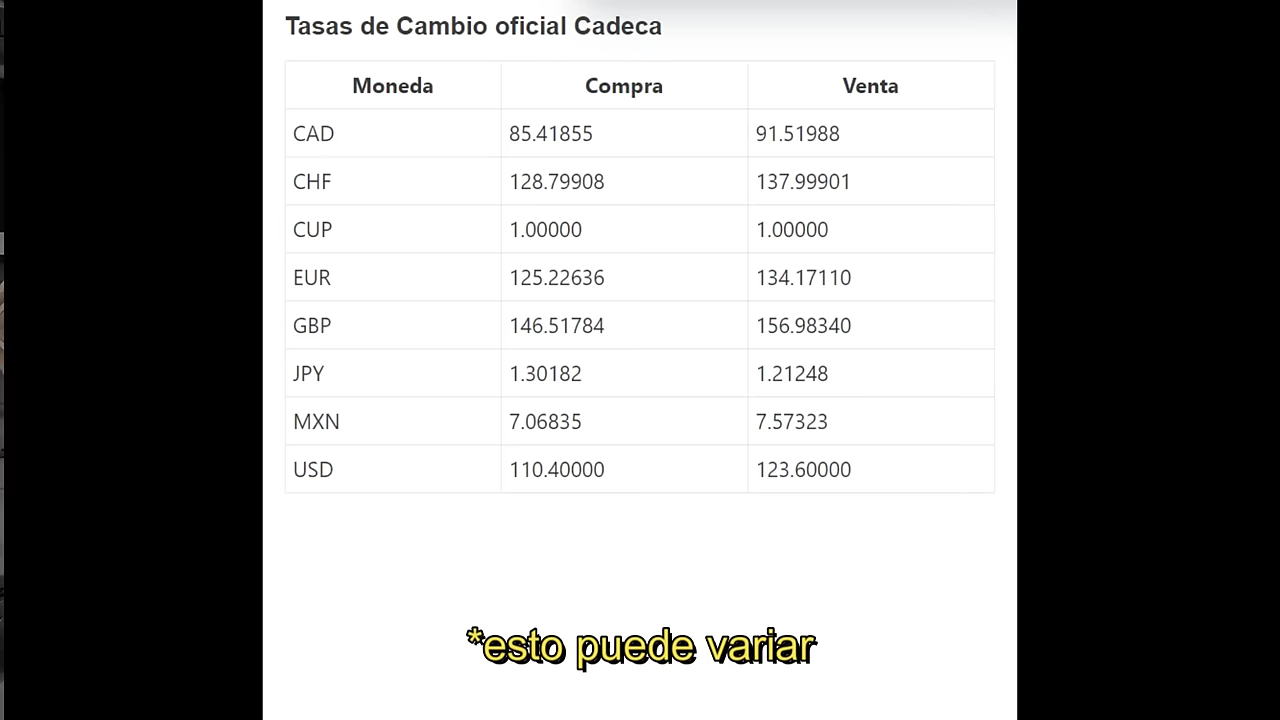 Tasas de Cambio oficial Cadeca
Moneda Compra Venta
CAD 85.41855 91.51988
CHF 128.79908 137.99901
CUP 1.00000 1.00000
EUR 125.22636 134.17110
GBP 146.51784 156.98340
JPY 1.30182 1.21248
MXN 7.06835 7.57323
USD 110.40000 123.60000
*esto puede variar